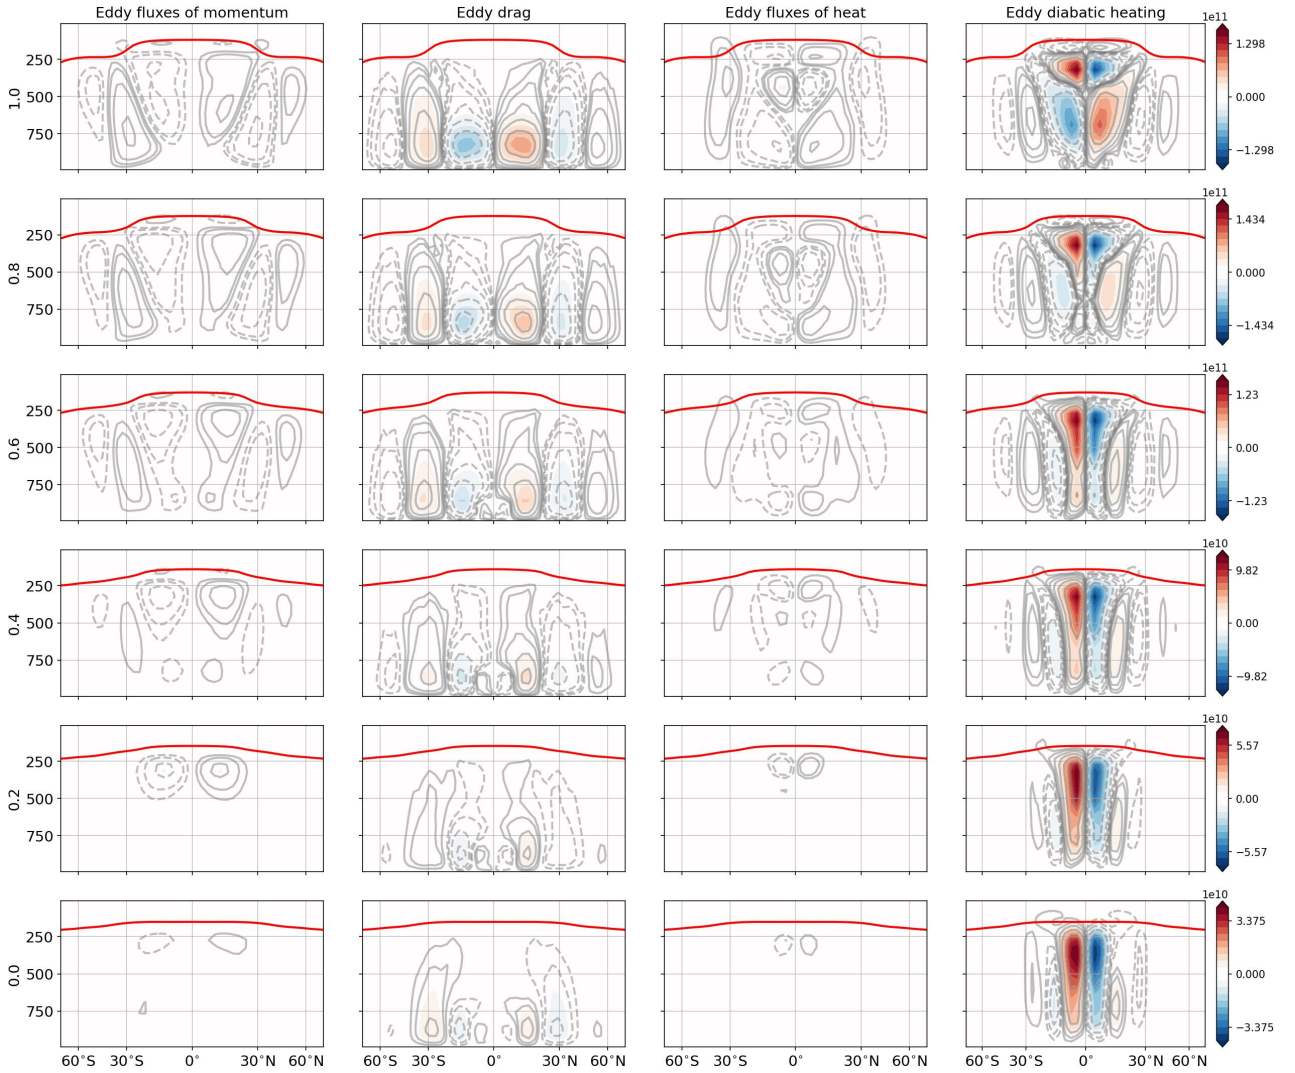 Eddy fluxes of momentum Eddy drag Eddy fluxes of heat Eddy diabatic heating
1e11
1.0 250 500 750 1.298 0.000 −1.298
1e11
0.8 250 500 750 1.434 0.000 −1.434
1e11
0.6 250 500 750 1.23 0.00 −1.23
1e10
0.4 250 500 750 9.82 0.00 −9.82
1e10
0.2 250 500 750 5.57 0.00 −5.57
1e10
0.0 250 500 750 3.375 0.000 −3.375
60°S 30°S 0° 30°N 60°N 60°S 30°S 0° 30°N 60°N 60°S 30°S 0° 30°N 60°N 60°S 30°S 0° 30°N 60°N